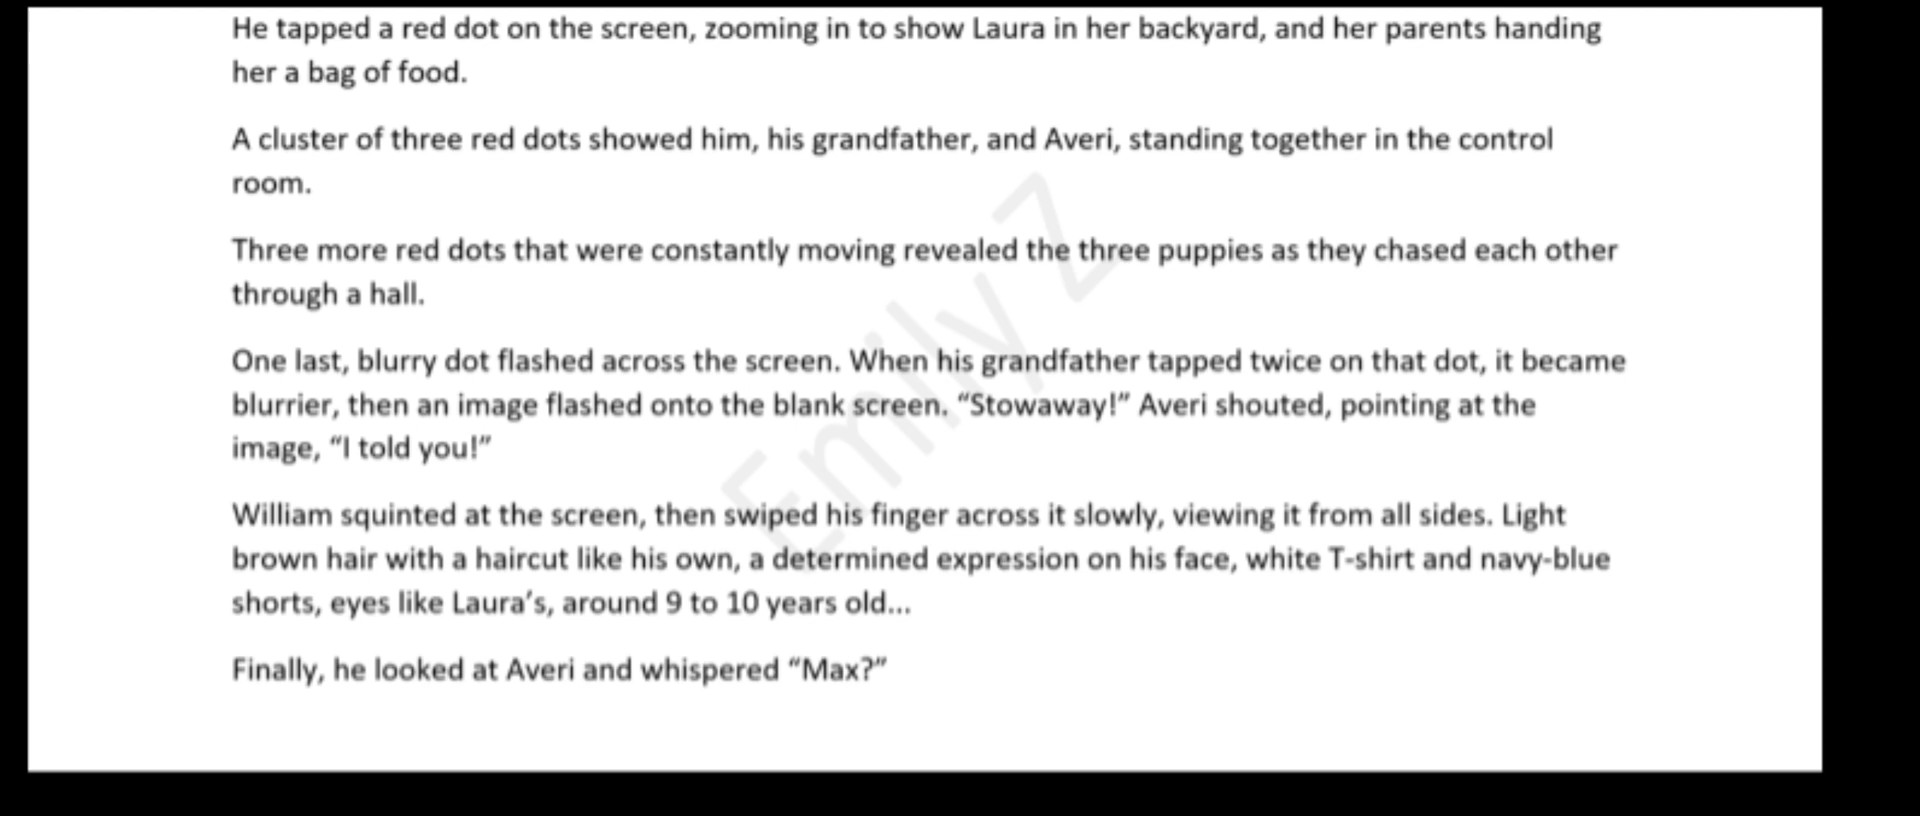 He tapped a red dot on the screen, zooming in to show Laura in her backyard, and her parents handing
her a bag of food.
A cluster of three red dots showed him, his grandfather, and Averi, standing together in the control
room.
Three more red dots that were constantly moving revealed the three puppies as they chased each other
through a hall.
One last, blurry dot flashed across the screen. When his grandfather tapped twice on that dot, it became
blurrier, then an image flashed onto the blank screen. “Stowaway!” Averi shouted, pointing at the
image, “I told you!”
William squinted at the screen, then swiped his finger across it slowly, viewing it from all sides. Light
brown hair with a haircut like his own, a determined expression on his face, white T-shirt and navy-blue
shorts, eyes like Laura’s, around 9 to 10 years old...
Finally, he looked at Averi and whispered “Max?”
Emily Z